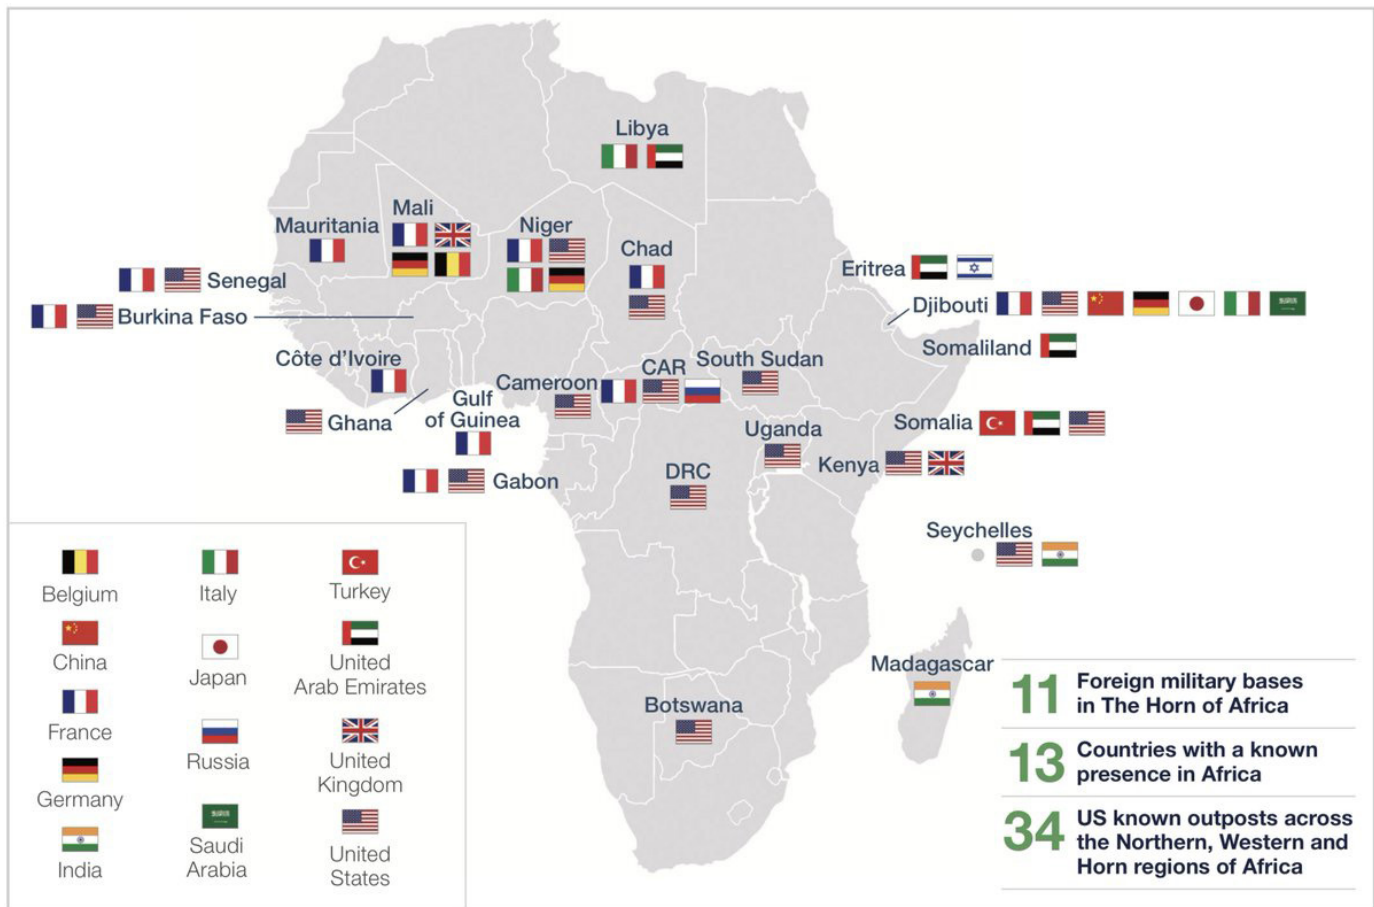 Libya
Mali
Mauritania
Niger
Chad
Senegal
Burkina Faso
Eritrea
Djibouti
Somaliland
Côte d'Ivoire
CAR
South Sudan
Cameroon
Gulf
of Guinea
Ghana
Somalia
Uganda
Kenya
DRC
Gabon
Seychelles
Madagascar
Botswana
Belgium
China
France
Germany
India
Italy
Japan
Russia
Saudi
Arabia
Turkey
United
Arab Emirates
United
Kingdom
United
States
11 Foreign military bases
in The Horn of Africa
13 Countries with a known
presence in Africa
34 US known outposts across
the Northern, Western and
Horn regions of Africa